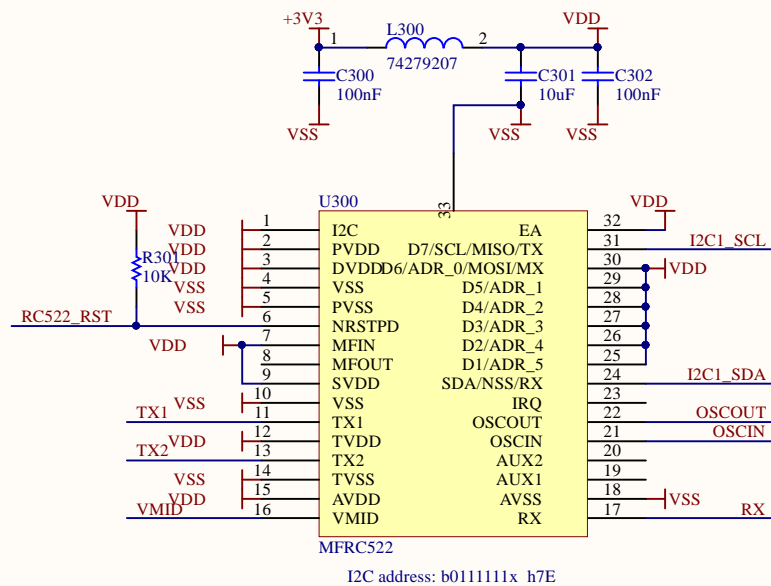 +3V3
L300
VDD
1
2
74279207
C300
100nF
C301
10uF
C302
100nF
VSS
VSS
VSS
33
U300
VDD
R301
10K
RC522_RST
VDD 1 I2C
VDD 2 PVDD
VDD 3 DVDD
VSS 4 VSS
VSS 5 PVSS
6 NRSTPD
VDD 7 MFIN
8 MFOUT
9 SVDD
VSS 10 VSS
TX1 11 TX1
VDD 12 TVDD
TX2 13 TX2
VSS 14 TVSS
VDD 15 AVDD
VMID 16 VMID
VDD
EA 32
D7/SCL/MISO/TX 31 I2C1_SCL
D6/ADR_0/MOSI/MX 30 VDD
D5/ADR_1 29
D4/ADR_2 28
D3/ADR_3 27
D2/ADR_4 26
D1/ADR_5 25
SDA/NSS/RX 24 I2C1_SDA
IRQ 23
OSCOUT 22 OSCOUT
OSCIN 21 OSCIN
AUX2 20
AUX1 19
AVSS 18 VSS
RX 17 RX
MFRC522
I2C address: b0111111x h7E